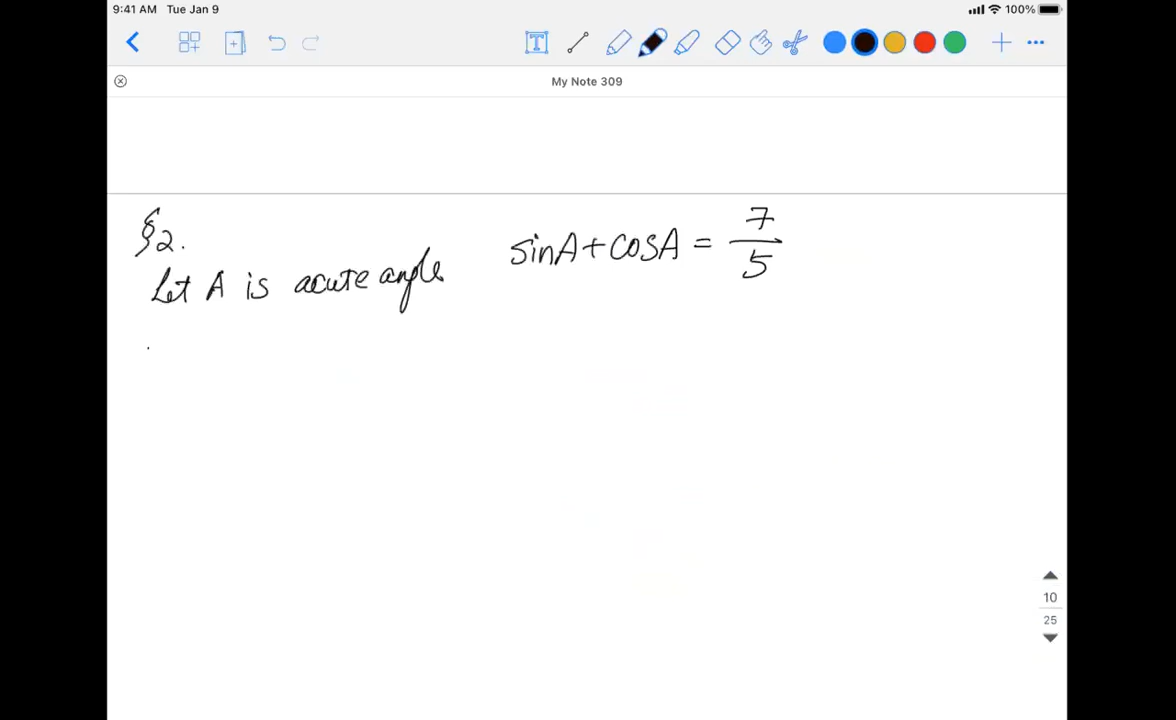 9:41 AM Tue Jan 9 100%
T
My Note 309
§2.
sinA+cosA = 7/5
Let A is acute angle
10
25